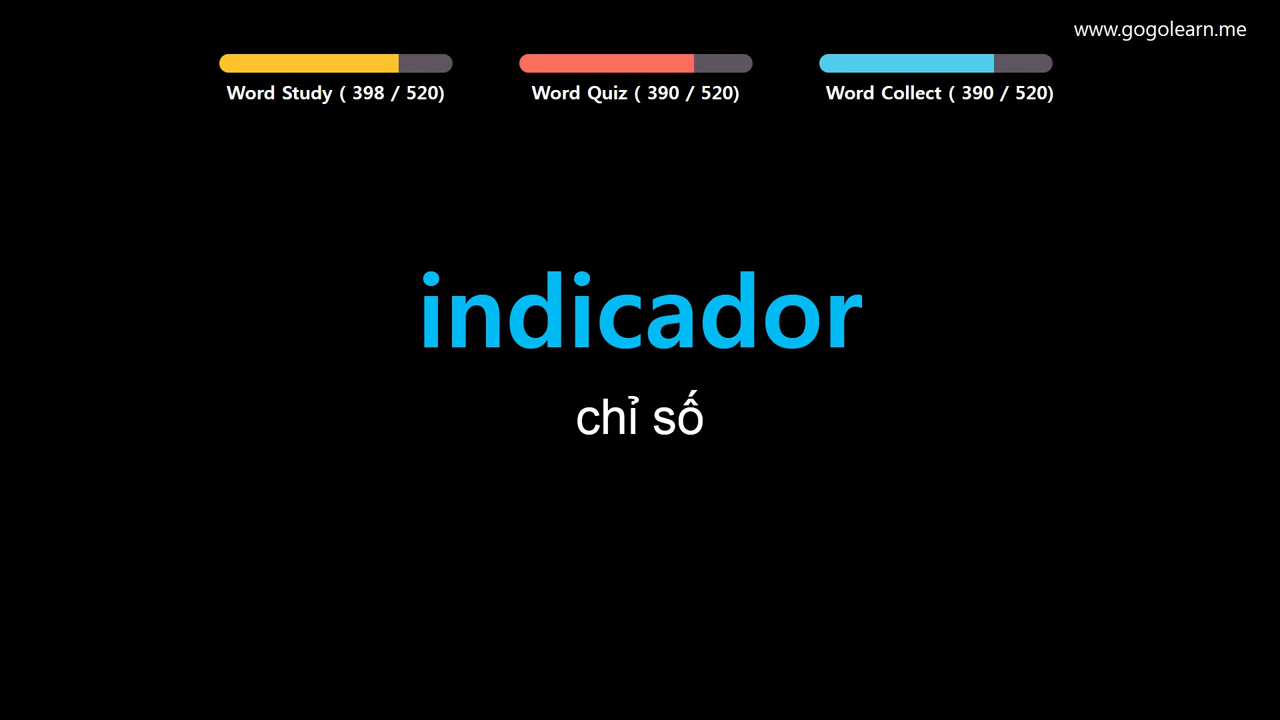 www.gogolearn.me
Word Study ( 398 / 520)
Word Quiz ( 390 / 520)
Word Collect ( 390 / 520)
indicador
chỉ số